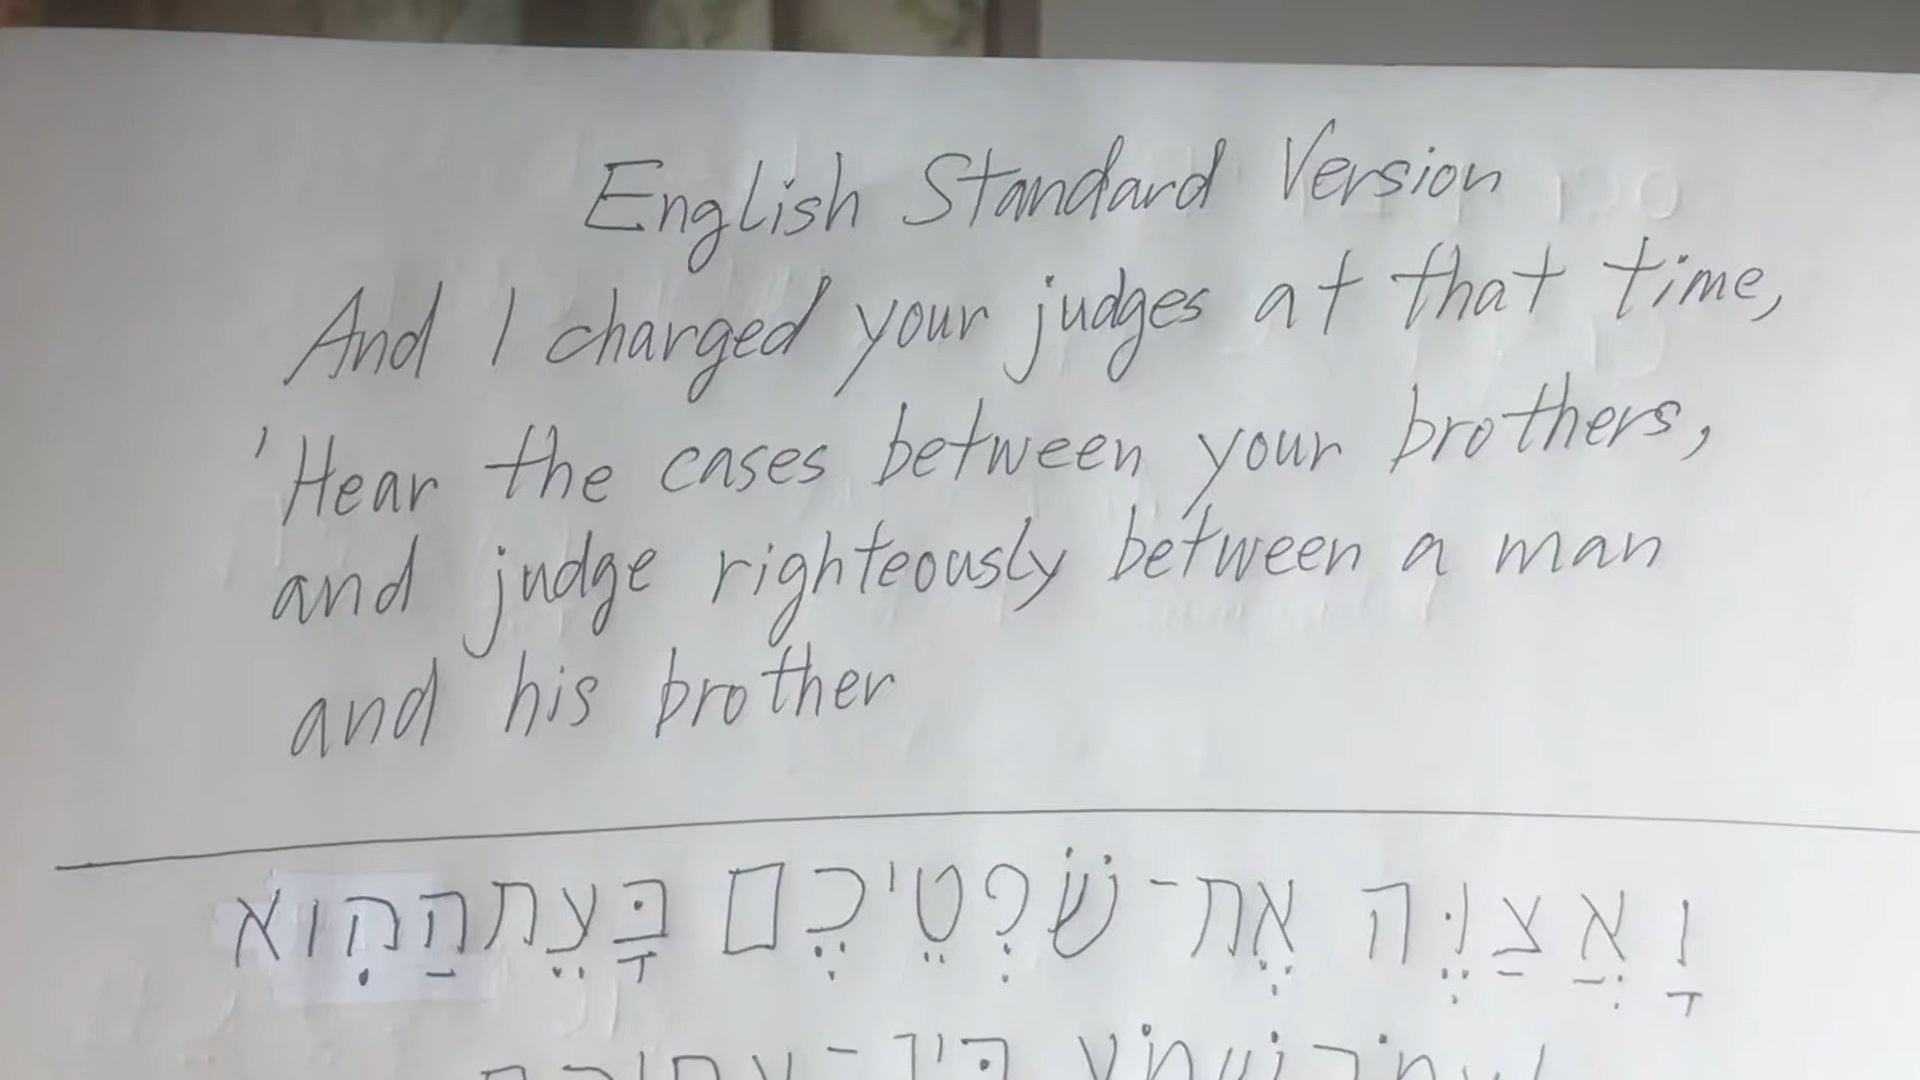 English Standard Version
And I charged your judges at that time,
'Hear the cases between your brothers,
and judge righteously between a man
and his brother
וָאֲצַוֶּה אֶת־שֹׁפְטֵיכֶם בָּעֵת הַהִוא